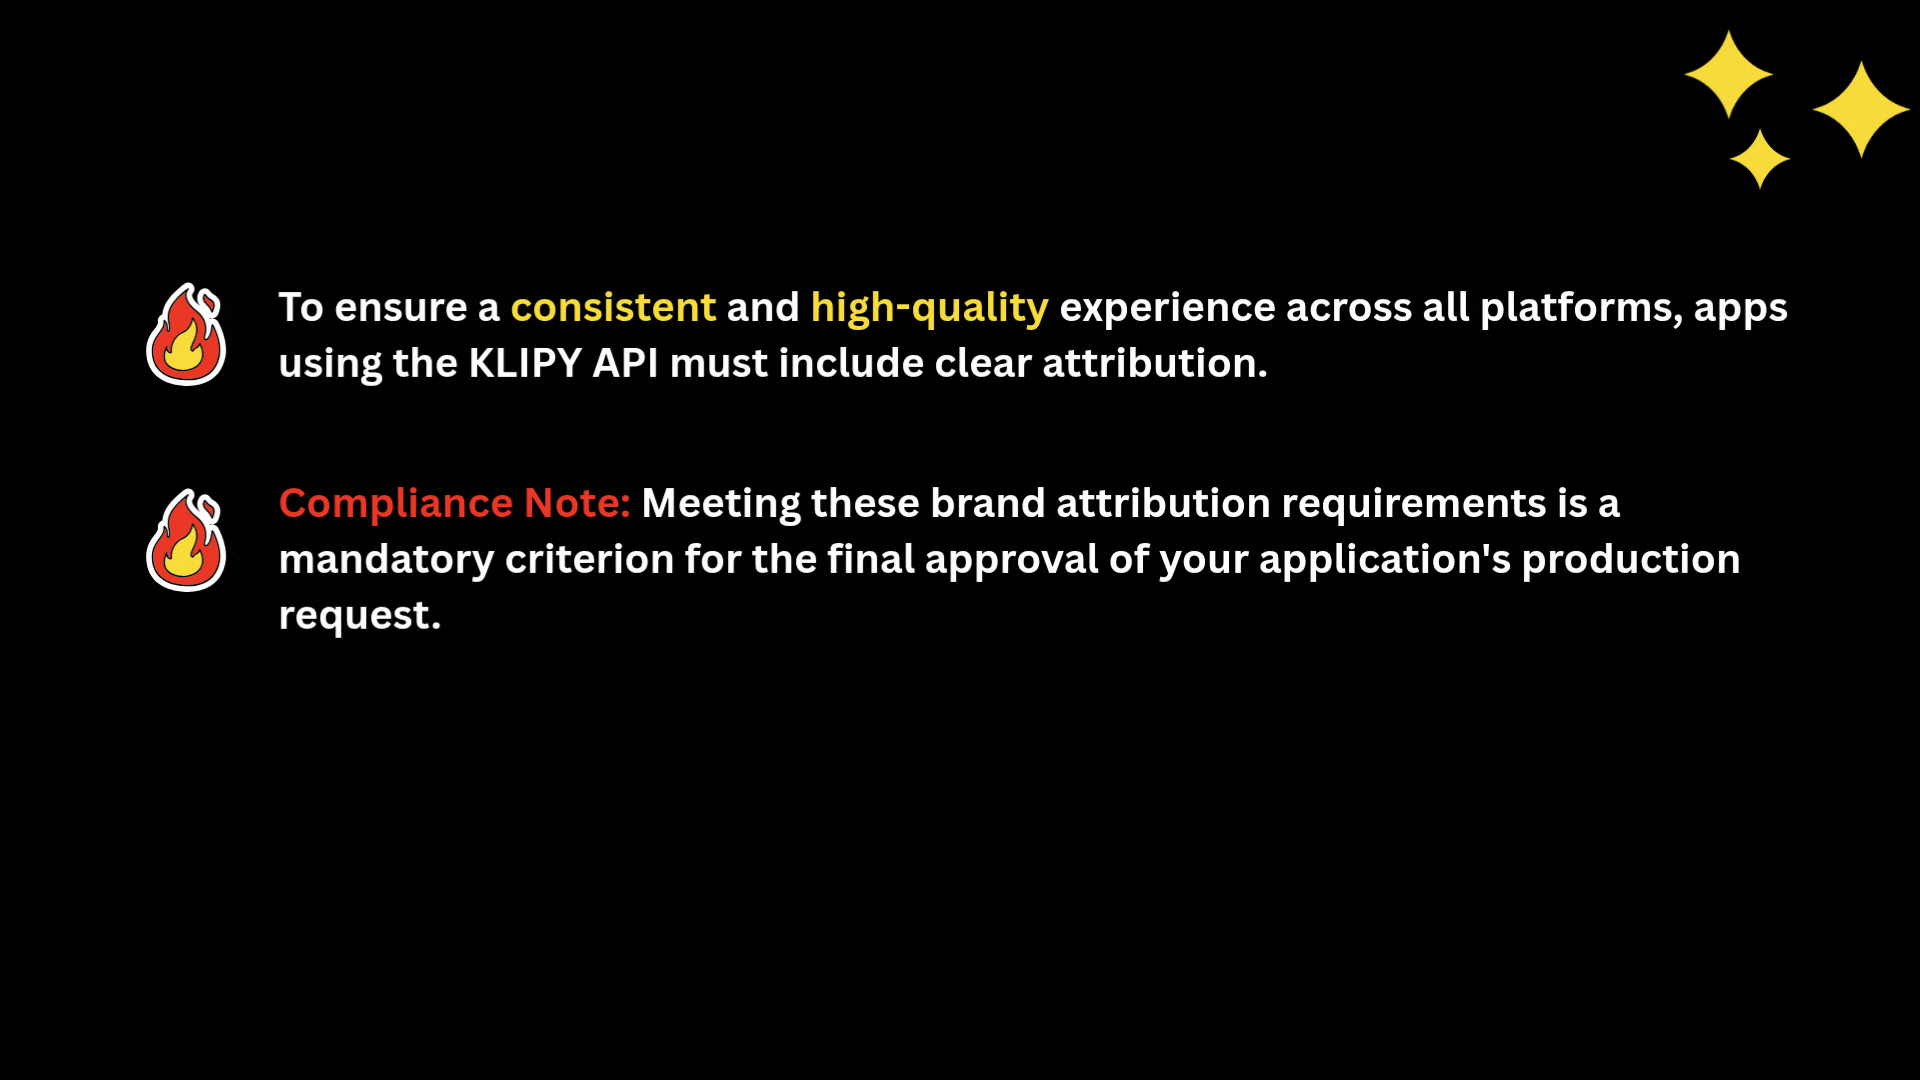 To ensure a consistent and high-quality experience across all platforms, apps
using the KLIPY API must include clear attribution.
Compliance Note: Meeting these brand attribution requirements is a
mandatory criterion for the final approval of your application's production
request.